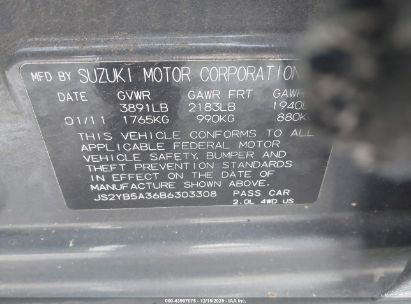 MFD BY SUZUKI MOTOR CORPORATION
DATE GVWR GAWR FRT GAWR
3891LB 2183LB 1940L
01/11 1765KG 990KG 880K
THIS VEHICLE CONFORMS TO ALL
APPLICABLE FEDERAL MOTOR
VEHICLE SAFETY, BUMPER AND
THEFT PREVENTION STANDARDS
IN EFFECT ON THE DATE OF
MANUFACTURE SHOWN ABOVE.
JS2YB5A36B6303308 PASS CAR
2.0L 4WD US